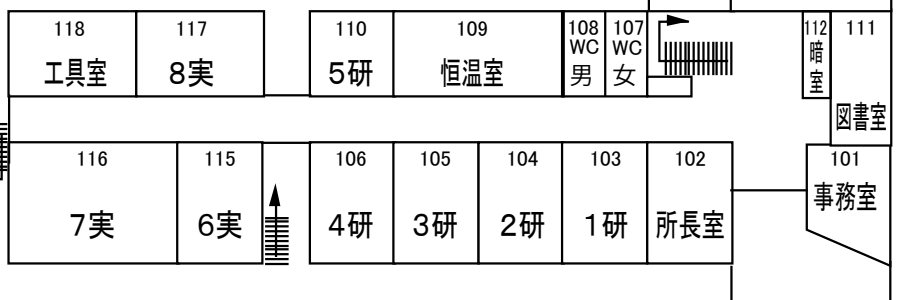 118
工具室
117
8実
110
5研
109
恒温室
108
WC
男
107
WC
女
112
暗
室
111
図書室
116
7実
115
6実
106
4研
105
3研
104
2研
103
1研
102
所長室
101
事務室